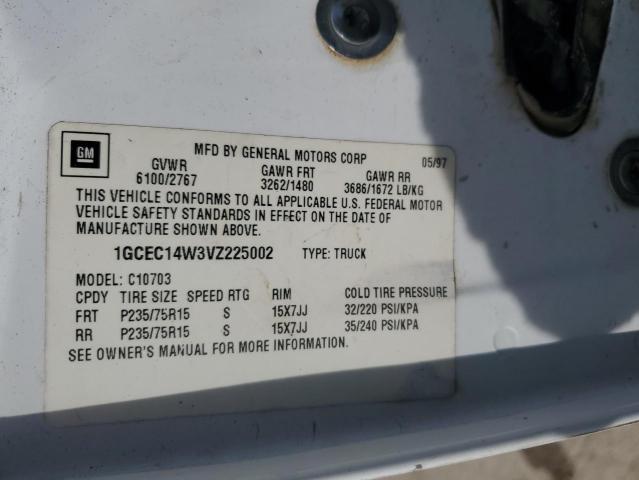 GM
MFD BY GENERAL MOTORS CORP 05/97
GVWR GAWR FRT GAWR RR
6100/2767 3262/1480 3686/1672 LB/KG
THIS VEHICLE CONFORMS TO ALL APPLICABLE U.S. FEDERAL MOTOR
VEHICLE SAFETY STANDARDS IN EFFECT ON THE DATE OF
MANUFACTURE SHOWN ABOVE.
1GCEC14W3VZ225002 TYPE: TRUCK
MODEL: C10703
CPDY TIRE SIZE SPEED RTG RIM COLD TIRE PRESSURE
FRT P235/75R15 S 15X7JJ 32/220 PSI/KPA
RR P235/75R15 S 15X7JJ 35/240 PSI/KPA
SEE OWNER'S MANUAL FOR MORE INFORMATION.